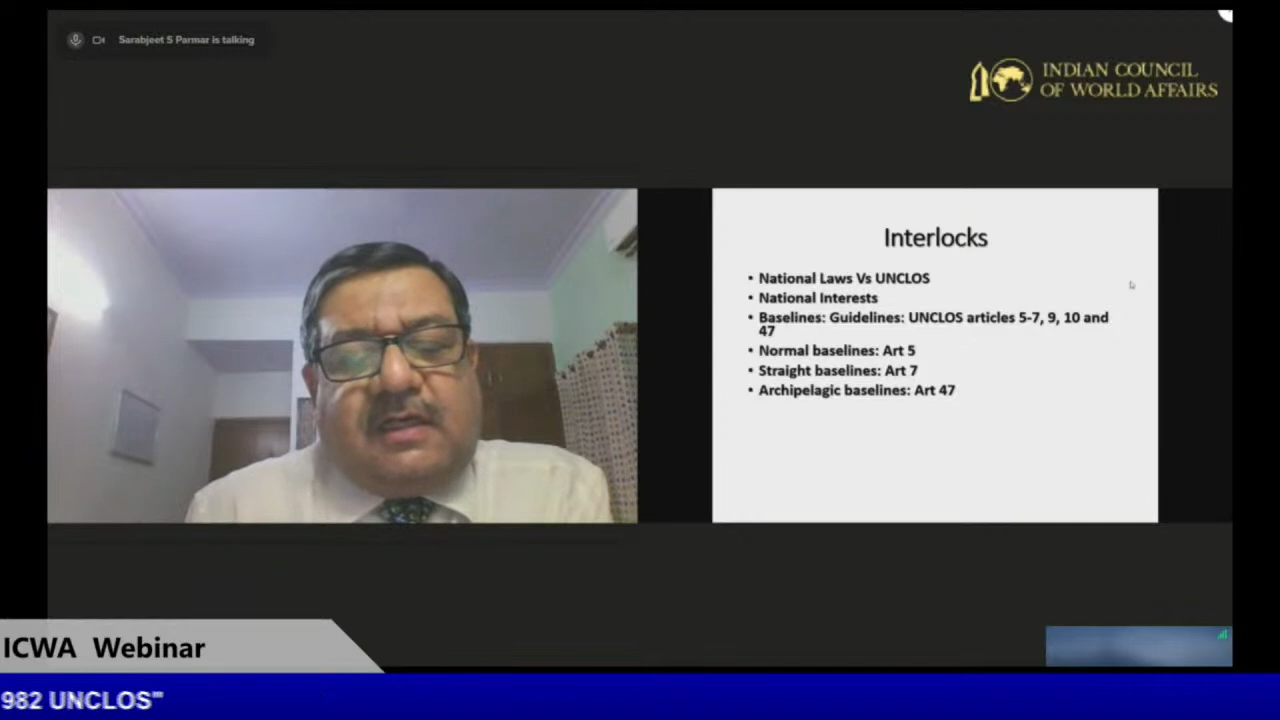 Sarabjeet S Parmar is talking
INDIAN COUNCIL
OF WORLD AFFAIRS
Interlocks
• National Laws Vs UNCLOS
• National Interests
• Baselines: Guidelines: UNCLOS articles 5-7, 9, 10 and
47
• Normal baselines: Art 5
• Straight baselines: Art 7
• Archipelagic baselines: Art 47
ICWA Webinar
982 UNCLOS"